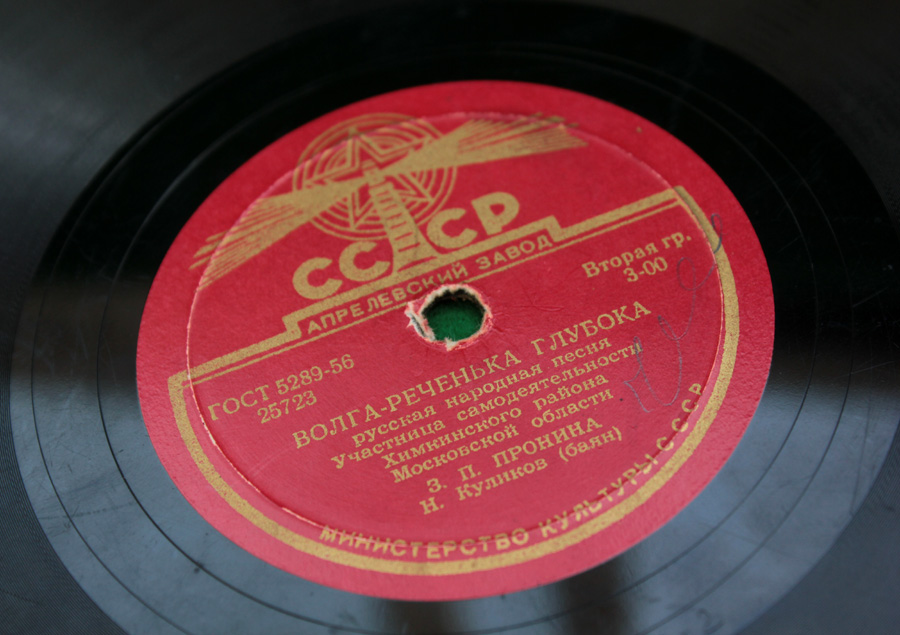 СССР
АПРЕЛЕВСКИЙ ЗАВОД
Вторая гр.
3-00
ГОСТ 5289-56
25723
ВОЛГА-РЕЧЕНЬКА ГЛУБОКА
русская народная песня
Участница самодеятельности
Химкинского района
Московской области
З. П. ПРОНИНА
Н. Куликов (баян)
МИНИСТЕРСТВО КУЛЬТУРЫ СССР